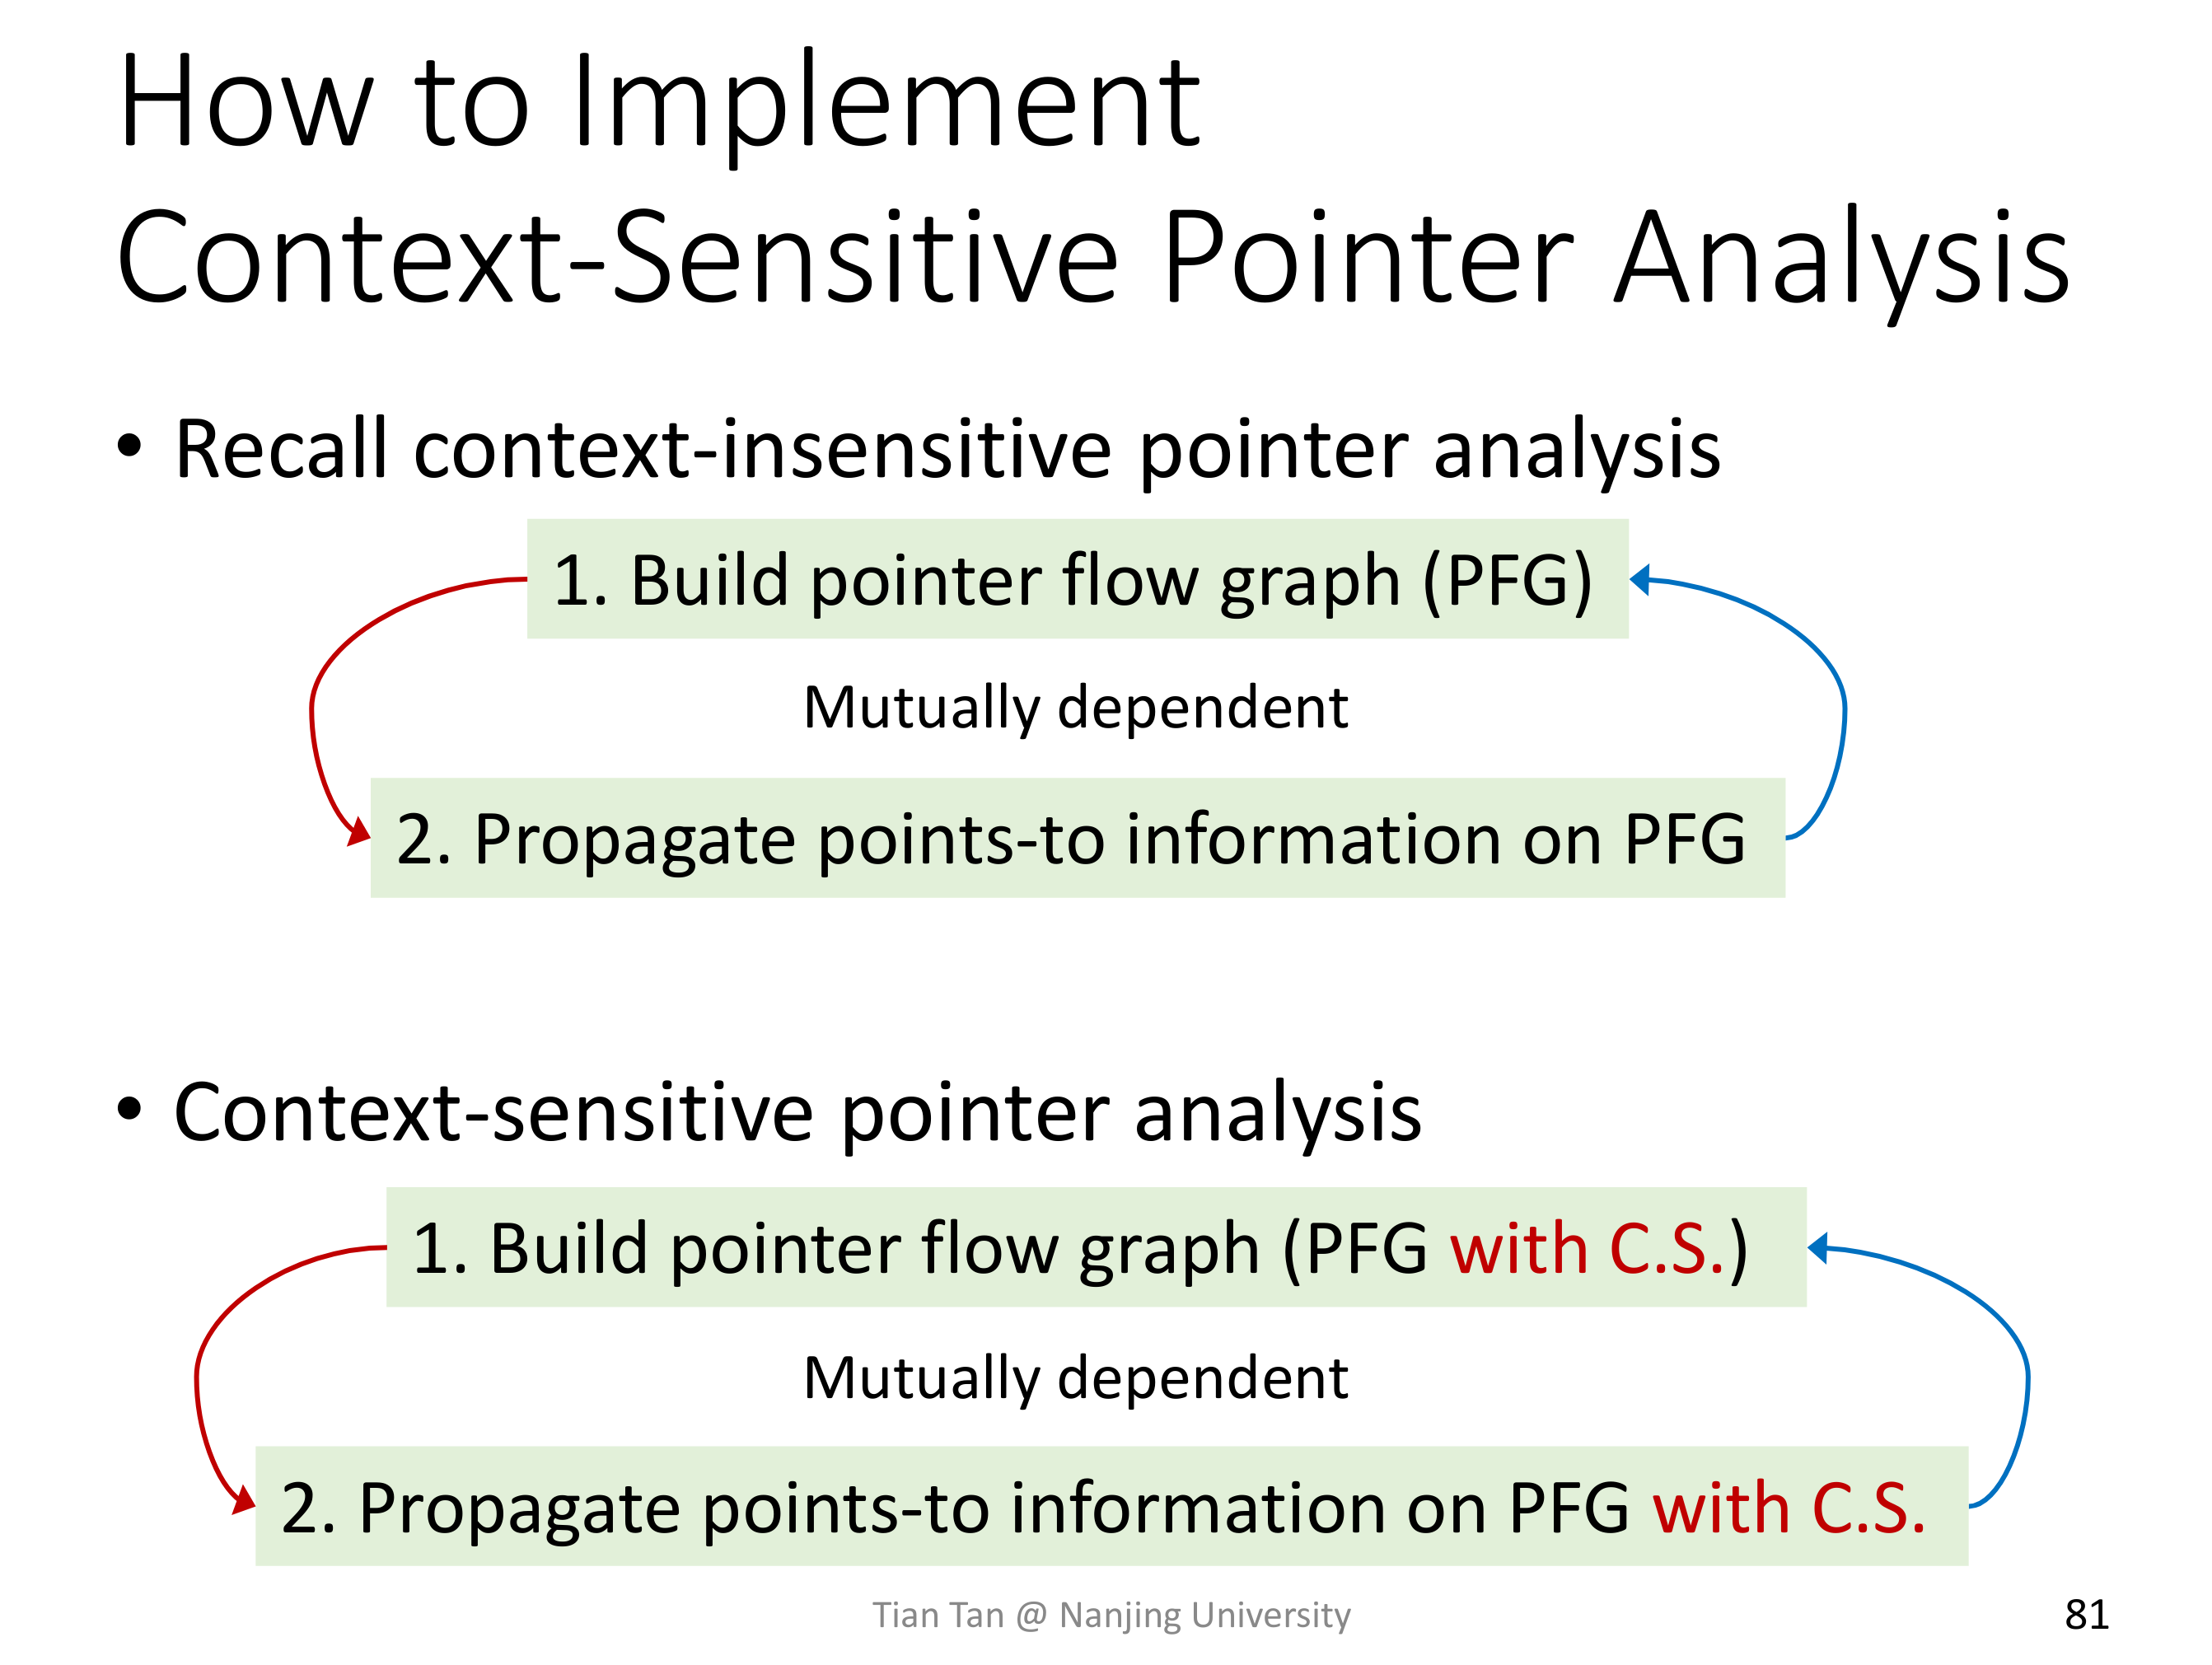 How to Implement
Context-Sensitive Pointer Analysis
• Recall context-insensitive pointer analysis
1. Build pointer flow graph (PFG)
Mutually dependent
2. Propagate points-to information on PFG
• Context-sensitive pointer analysis
1. Build pointer flow graph (PFG with C.S.)
Mutually dependent
2. Propagate points-to information on PFG with C.S.
Tian Tan @ Nanjing University
81